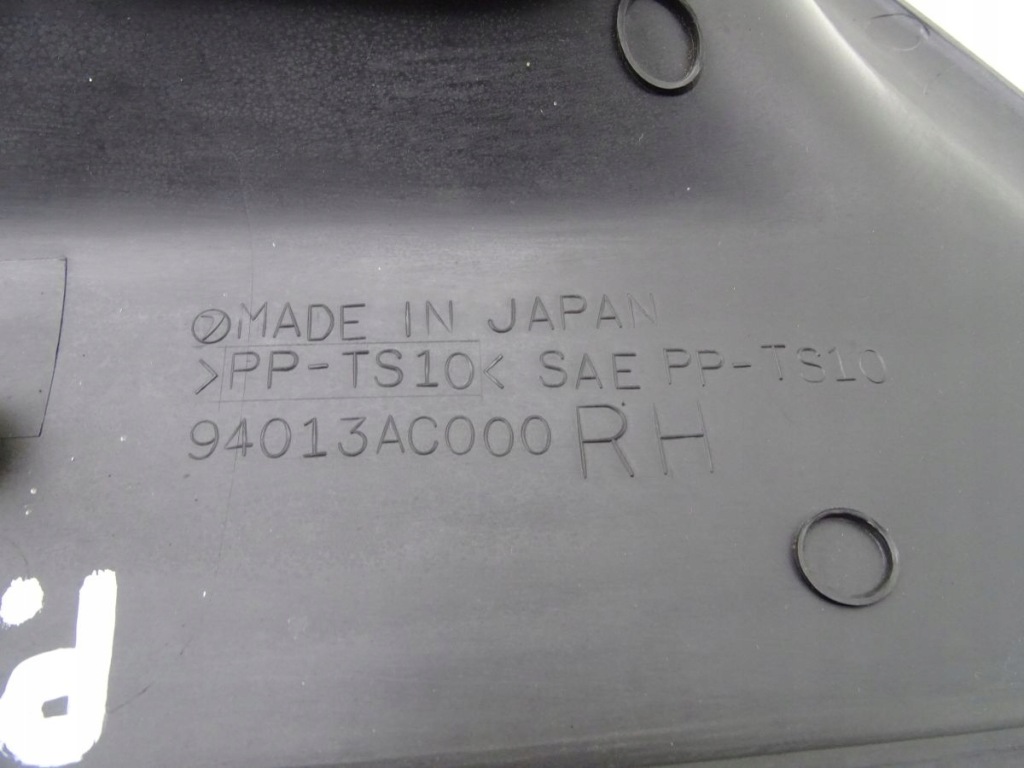 MADE IN JAPAN
>PP-TS10< SAE PP-TS10
94013AC000 RH